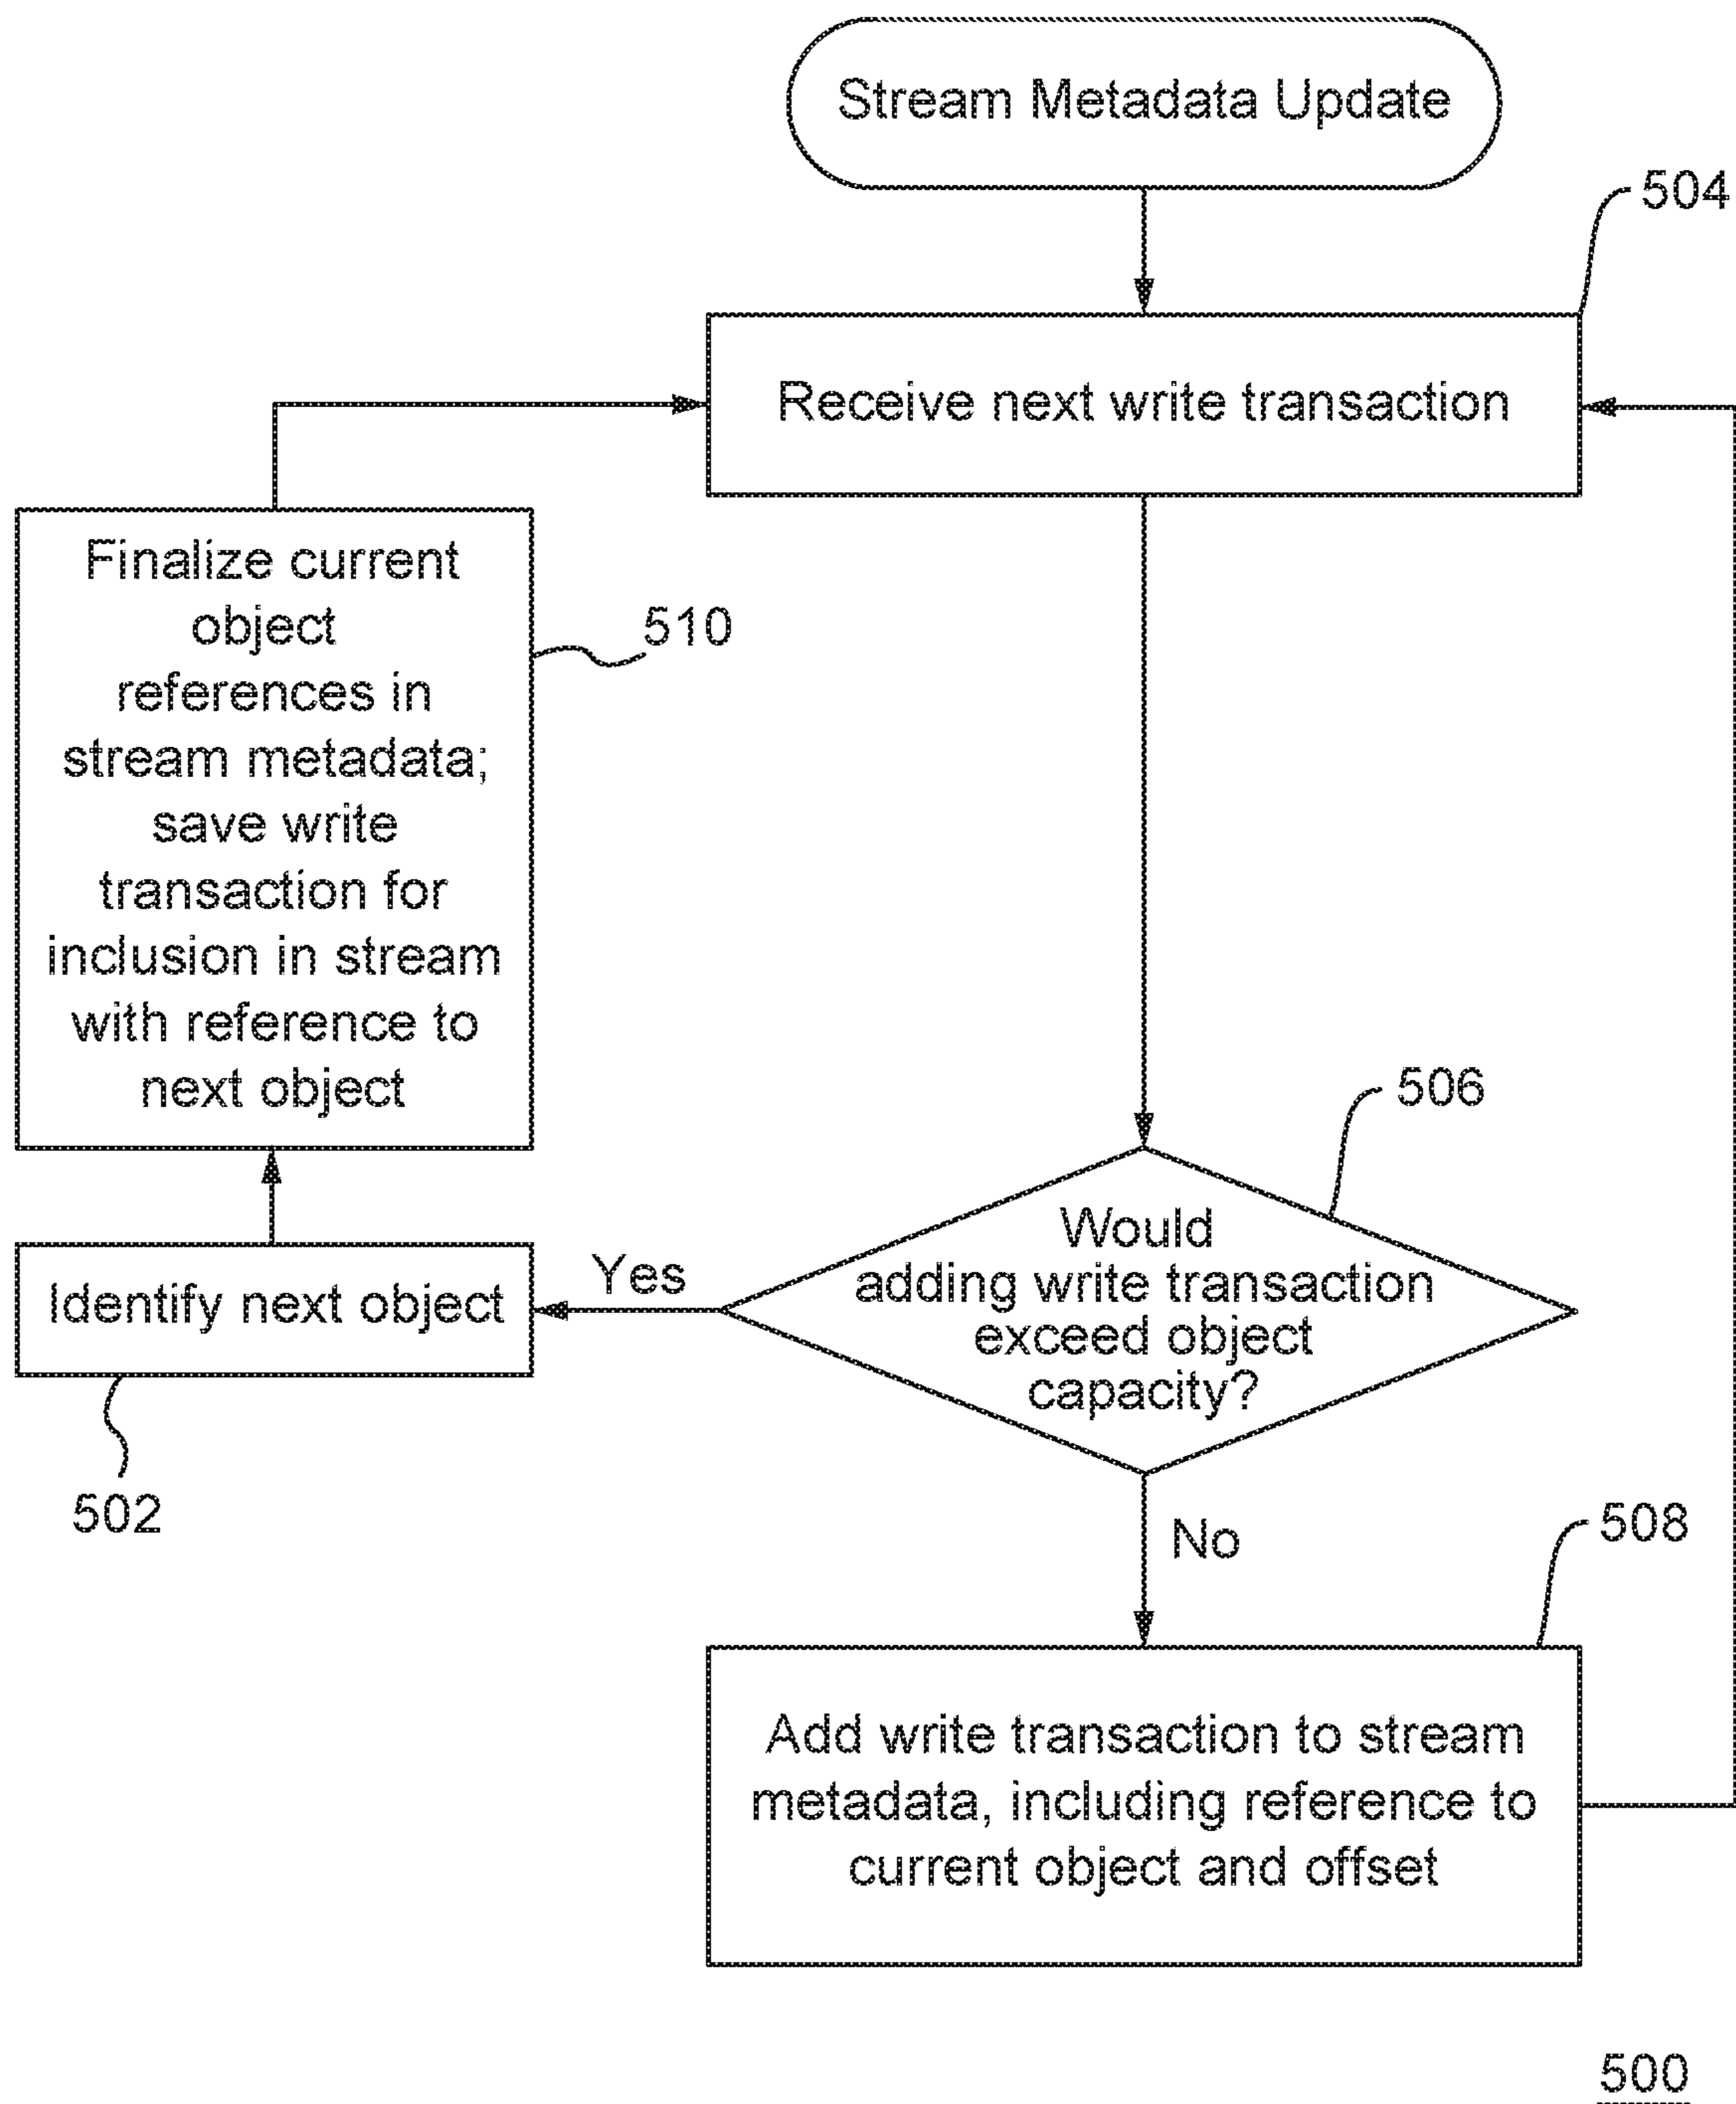 Stream Metadata Update
504
Receive next write transaction
Finalize current
object
references in
stream metadata;
save write
transaction for
inclusion in stream
with reference to
next object
510
506
Would
adding write transaction
exceed object
capacity?
Yes
Identify next object
502
No
508
Add write transaction to stream
metadata, including reference to
current object and offset
500